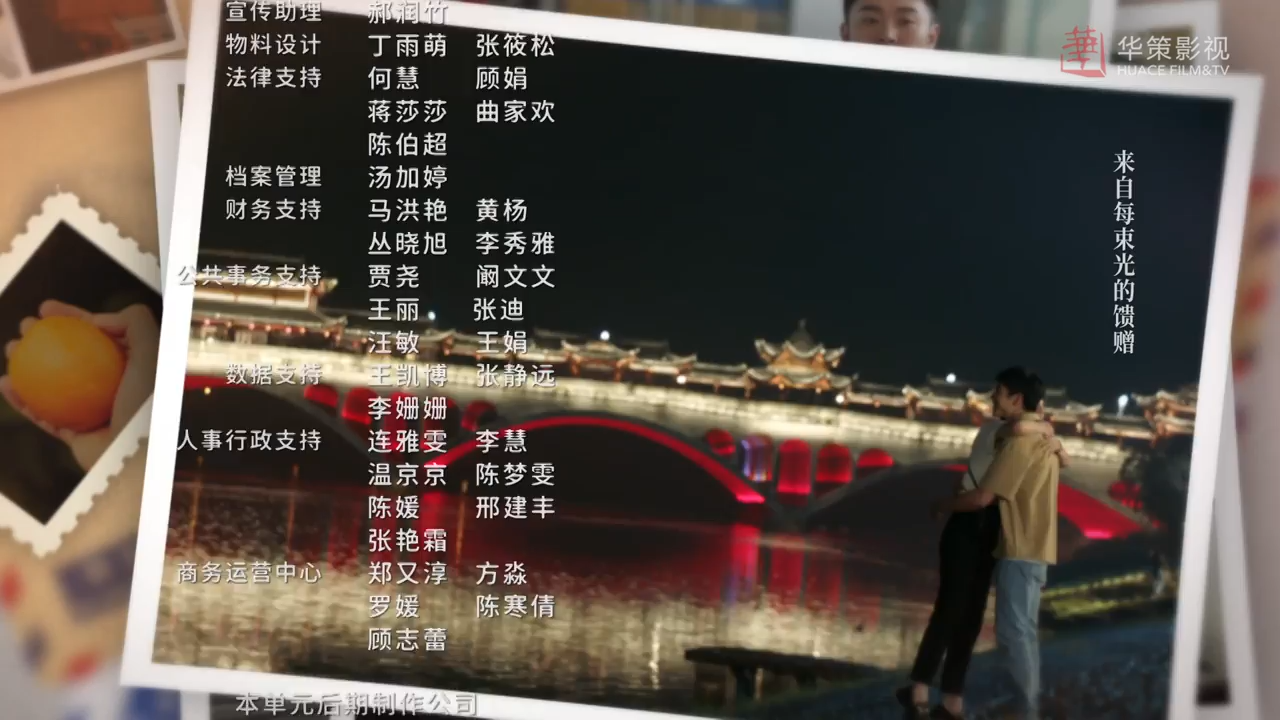 宣传助理 郝润竹
物料设计 丁雨萌 张筱松
法律支持 何慧 顾娟
蒋莎莎 曲家欢
陈伯超
档案管理 汤加婷
财务支持 马洪艳 黄杨
丛晓旭 李秀雅
公共事务支持 贾尧 阚文文
王丽 张迪
汪敏 王娟
数据支持 王凯博 张静远
李姗姗
人事行政支持 连雅雯 李慧
温京京 陈梦雯
陈媛 邢建丰
张艳霜
商务运营中心 郑又淳 方淼
罗媛 陈寒倩
顾志蕾
本单元后期制作公司
華
华策影视
HUACE FILM&TV
来自每束光的馈赠